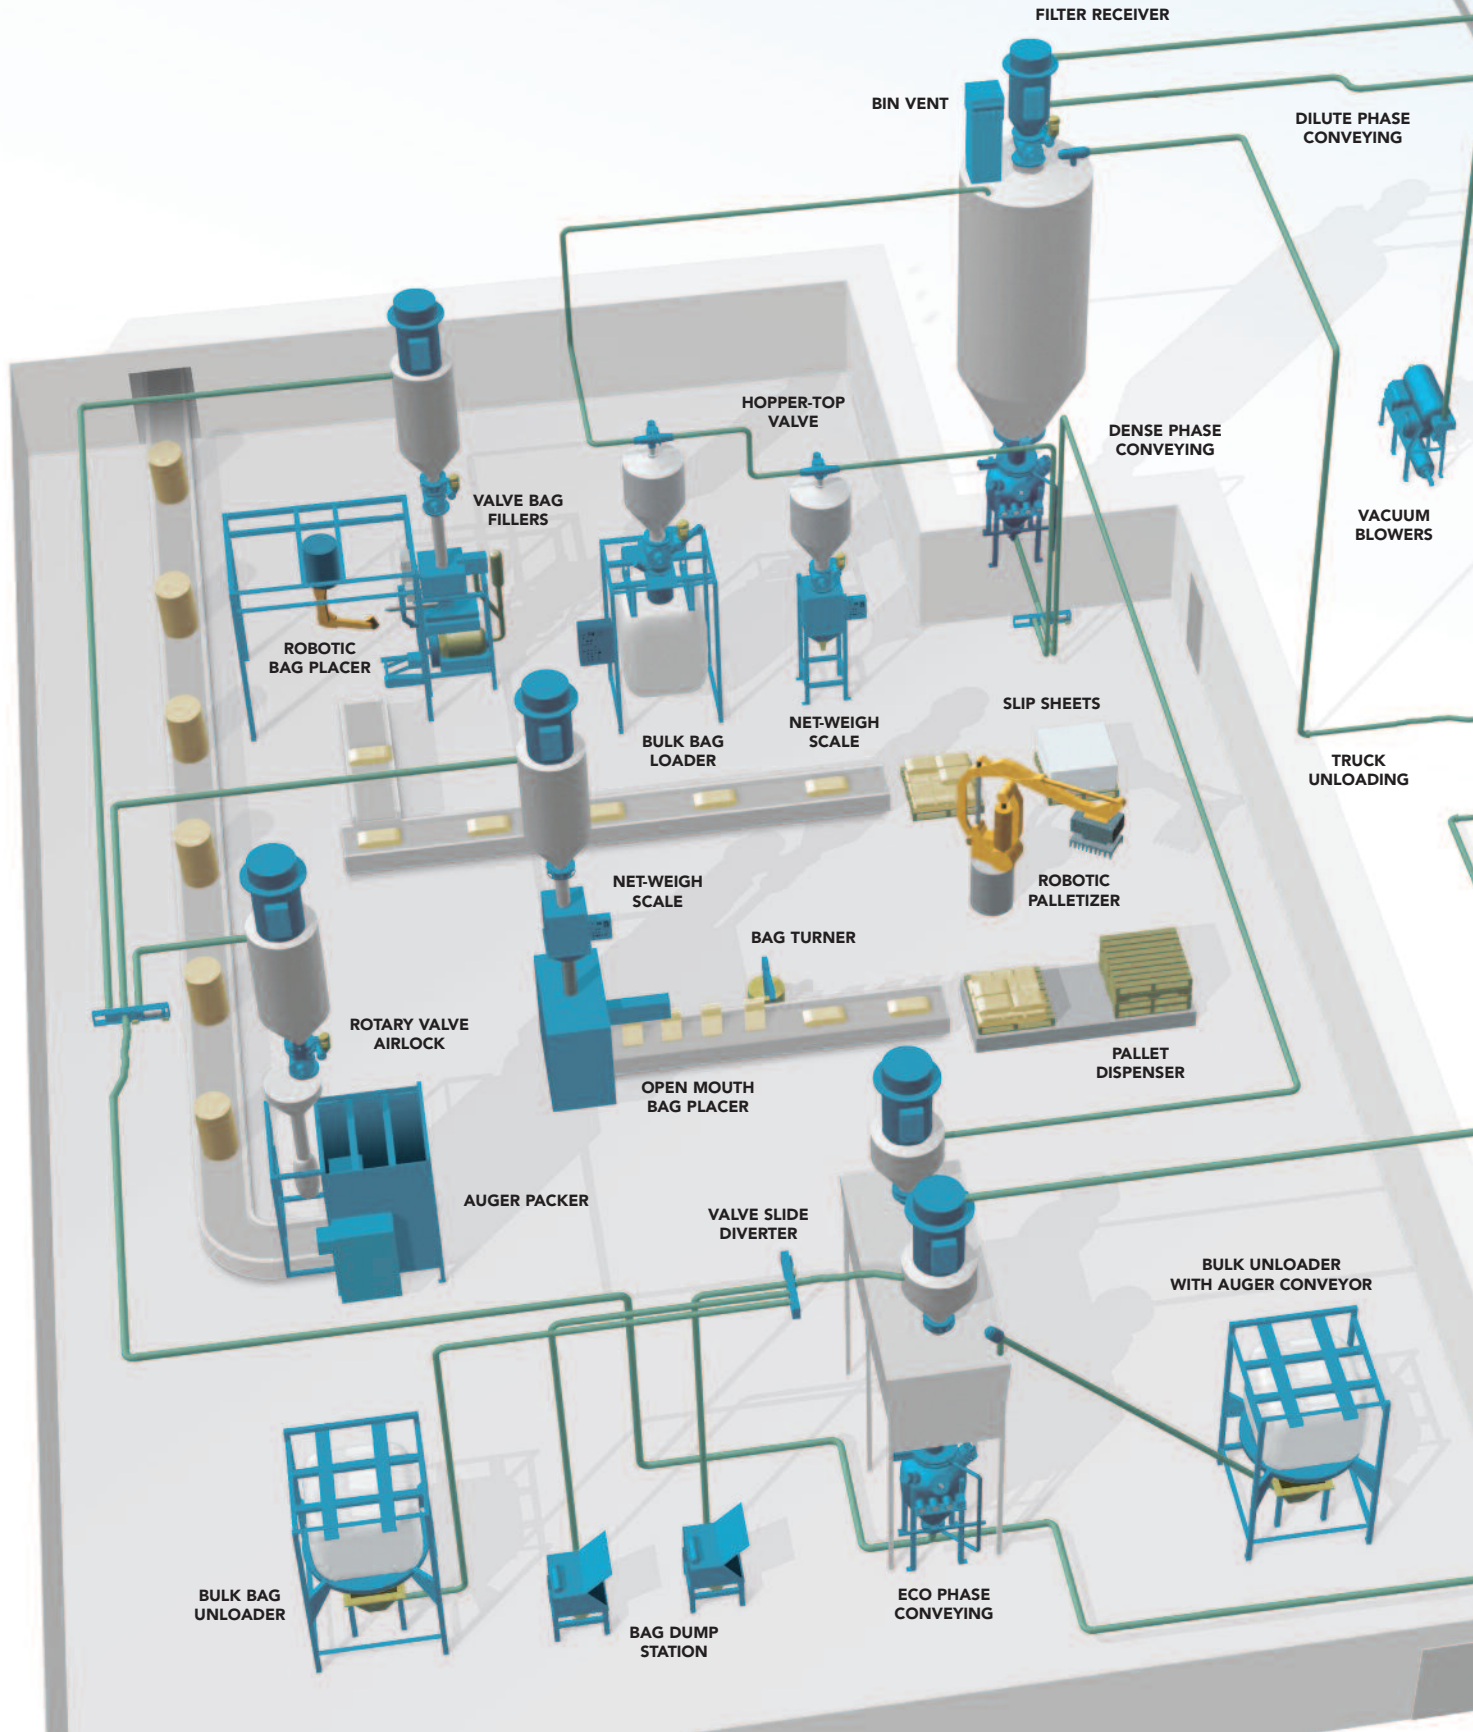 FILTER RECEIVER
BIN VENT
DILUTE PHASE
CONVEYING
HOPPER-TOP
VALVE
DENSE PHASE
CONVEYING
VALVE BAG
FILLERS
VACUUM
BLOWERS
ROBOTIC
BAG PLACER
SLIP SHEETS
NET-WEIGH
SCALE
BULK BAG
LOADER
TRUCK
UNLOADING
NET-WEIGH
SCALE
ROBOTIC
PALLETIZER
BAG TURNER
ROTARY VALVE
AIRLOCK
PALLET
DISPENSER
OPEN MOUTH
BAG PLACER
AUGER PACKER
VALVE SLIDE
DIVERTER
BULK UNLOADER
WITH AUGER CONVEYOR
BULK BAG
UNLOADER
ECO PHASE
CONVEYING
BAG DUMP
STATION